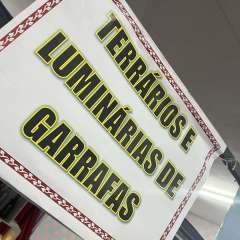 TERRÁRIOS E
LUMINÁRIAS DE
GARRAFAS